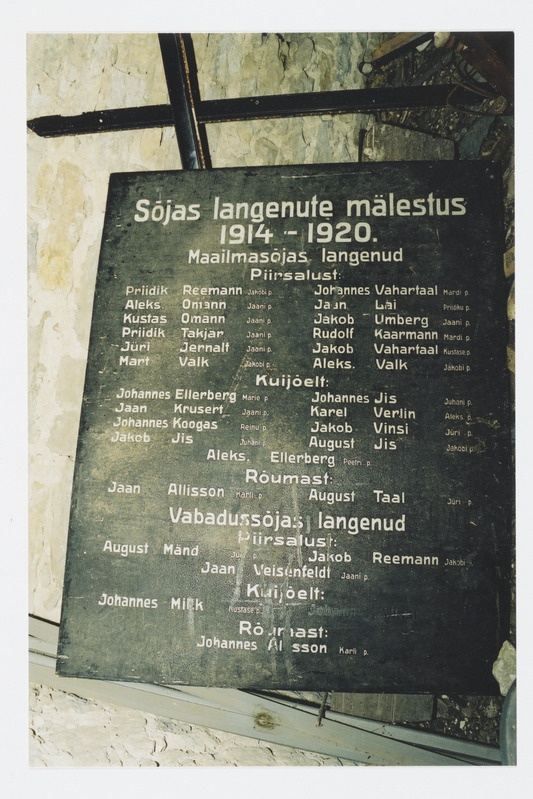 Sõjas langenute mälestus
1914 - 1920.
Maailmasõjas langenud
Piirsalust:
Priidik Reemann Jakobi p. Johannes Vahartaal Mardi p.
Aleks. Omann Jaani p. Jaan Lai Priidiku p.
Kustas Omann Jaani p. Jakob Umberg Jaani p.
Priidik Takjar Jaani p. Rudolf Kaarmann Mardi p.
Jüri Jernalt Jaani p. Jakob Vahartaal Kustase p.
Mart Valk Jakobi p. Aleks. Valk Jakobi p.
Kuijõelt:
Johannes Ellerberg Marie p. Johannes Jis Juhani p.
Jaan Krusert Jaani p. Karel Verlin Aleks. p.
Johannes Koogas Reinu p. Jakob Vinsi Jüri p.
Jakob Jis Juhani p. August Jis Jakobi p.
Aleks. Ellerberg Peetri p.
Rõumast:
Jaan Allisson Karli p. August Taal Jüri p.
Vabadussõjas langenud
Piirsalust:
August Mänd Jüri p. Jakob Reemann Jakobi
Jaan Veisenfeldt Jaani p.
Kuijõelt:
Johannes Milk Kustase p.
Rõumast:
Johannes Allisson Karli p.